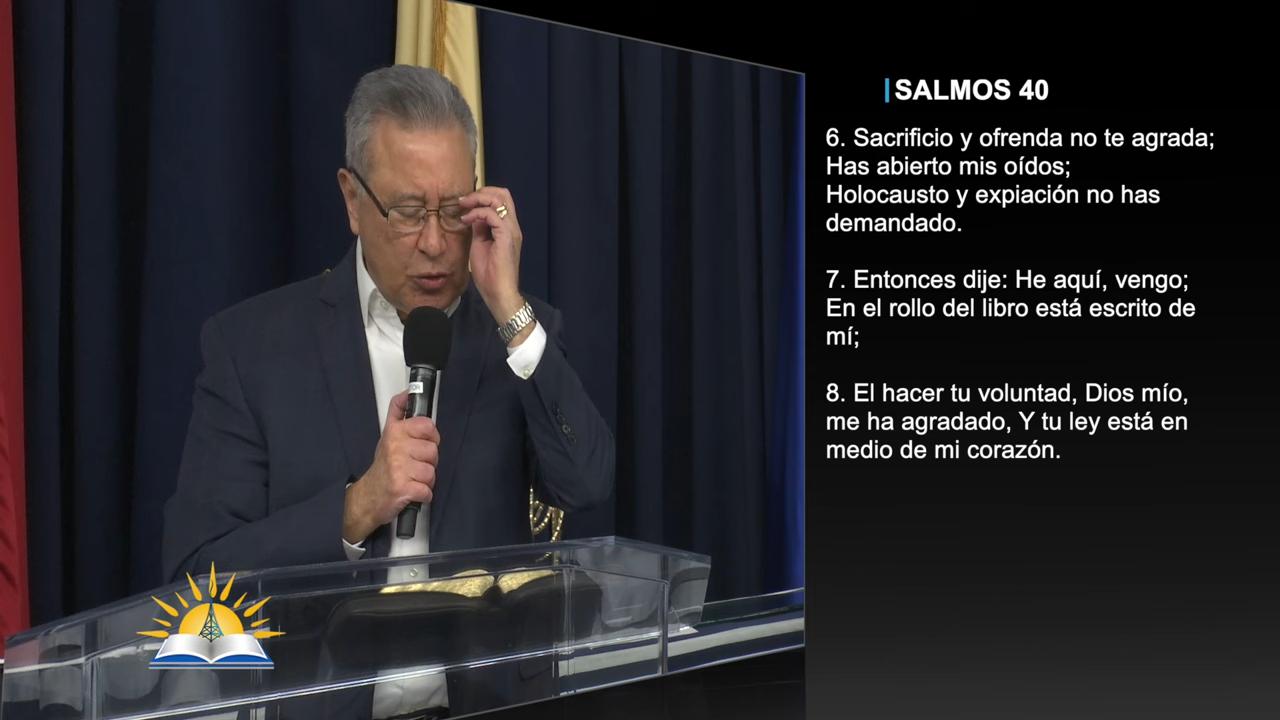 SALMOS 40
6. Sacrificio y ofrenda no te agrada;
Has abierto mis oídos;
Holocausto y expiación no has
demandado.
7. Entonces dije: He aquí, vengo;
En el rollo del libro está escrito de
mí;
8. El hacer tu voluntad, Dios mío,
me ha agradado, Y tu ley está en
medio de mi corazón.